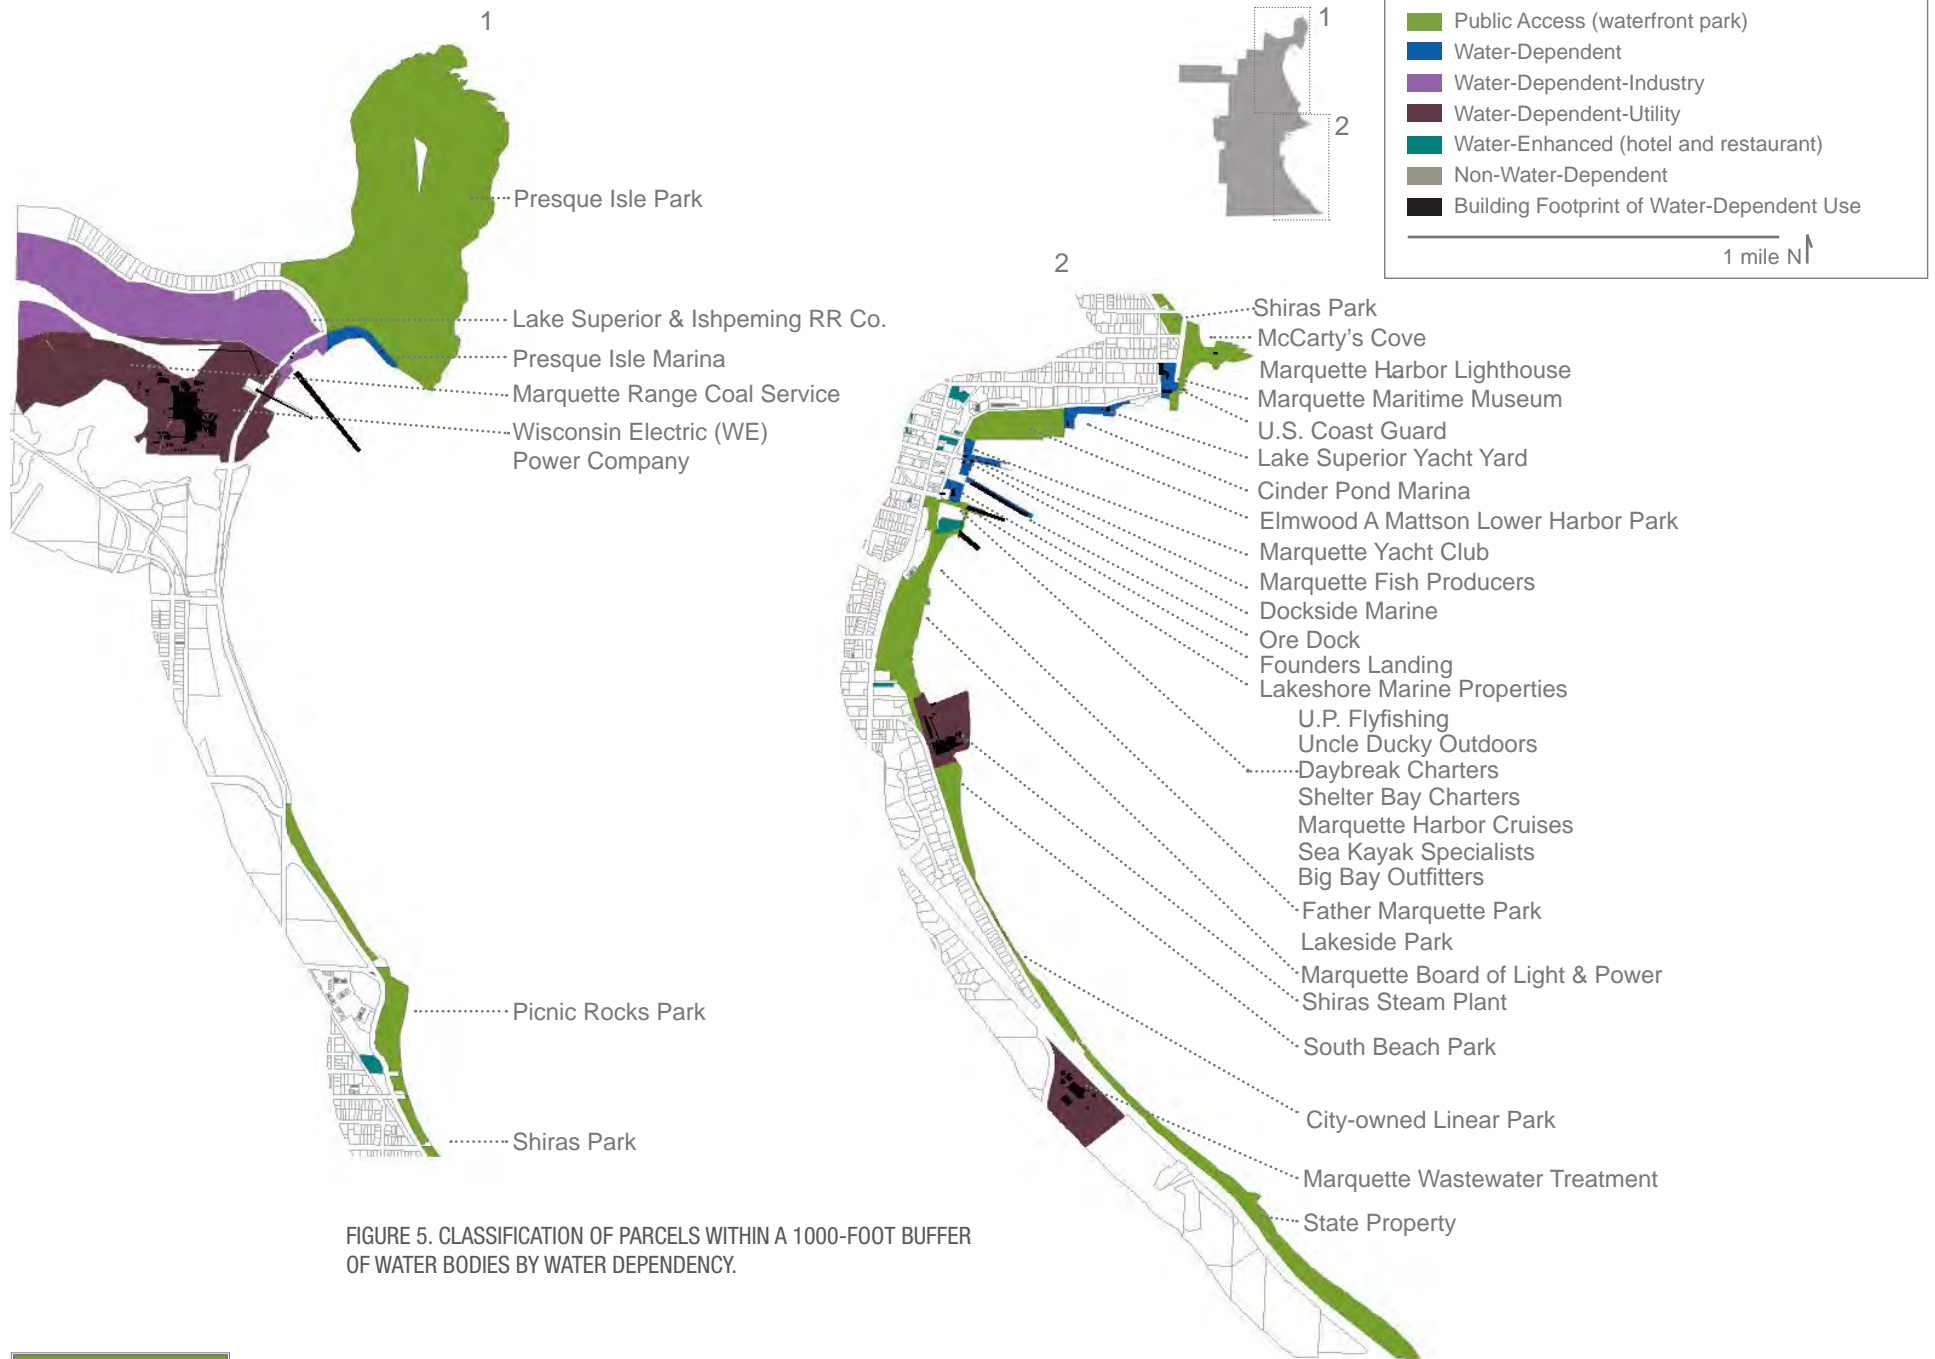 1
Presque Isle Park
Lake Superior & Ishpeming RR Co.
Presque Isle Marina
Marquette Range Coal Service
Wisconsin Electric (WE)
Power Company
Picnic Rocks Park
Shiras Park
1
2
Public Access (waterfront park)
Water-Dependent
Water-Dependent-Industry
Water-Dependent-Utility
Water-Enhanced (hotel and restaurant)
Non-Water-Dependent
Building Footprint of Water-Dependent Use
1 mile N
2
Shiras Park
McCarty's Cove
Marquette Harbor Lighthouse
Marquette Maritime Museum
U.S. Coast Guard
Lake Superior Yacht Yard
Cinder Pond Marina
Elmwood A Mattson Lower Harbor Park
Marquette Yacht Club
Marquette Fish Producers
Dockside Marine
Ore Dock
Founders Landing
Lakeshore Marine Properties
U.P. Flyfishing
Uncle Ducky Outdoors
Daybreak Charters
Shelter Bay Charters
Marquette Harbor Cruises
Sea Kayak Specialists
Big Bay Outfitters
Father Marquette Park
Lakeside Park
Marquette Board of Light & Power
Shiras Steam Plant
South Beach Park
City-owned Linear Park
Marquette Wastewater Treatment
State Property
FIGURE 5. CLASSIFICATION OF PARCELS WITHIN A 1000-FOOT BUFFER
OF WATER BODIES BY WATER DEPENDENCY.